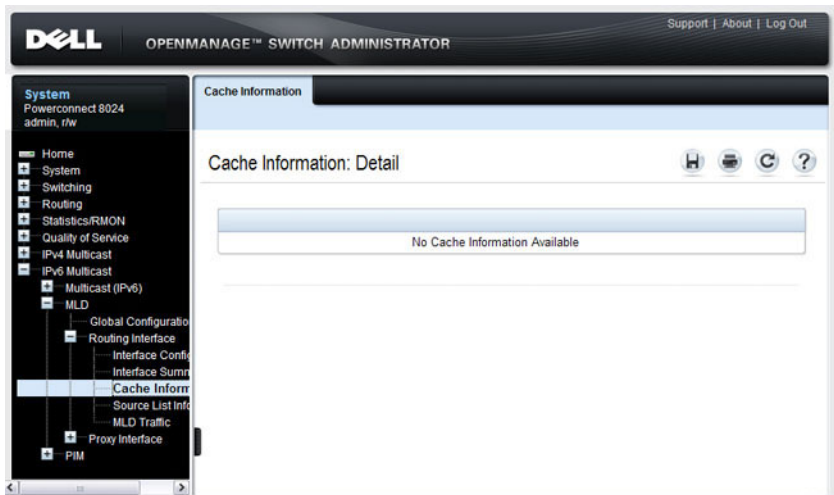 Support | About | Log Out
DELL
OPENMANAGE™ SWITCH ADMINISTRATOR
System
Powerconnect 8024
admin, r/w
Cache Information
Home
System
Switching
Routing
Statistics/RMON
Quality of Service
IPv4 Multicast
IPv6 Multicast
Multicast (IPv6)
MLD
Global Configuratio
Routing Interface
Interface Config
Interface Summ
Cache Inform
Source List Info
MLD Traffic
Proxy Interface
PIM
Cache Information: Detail
No Cache Information Available